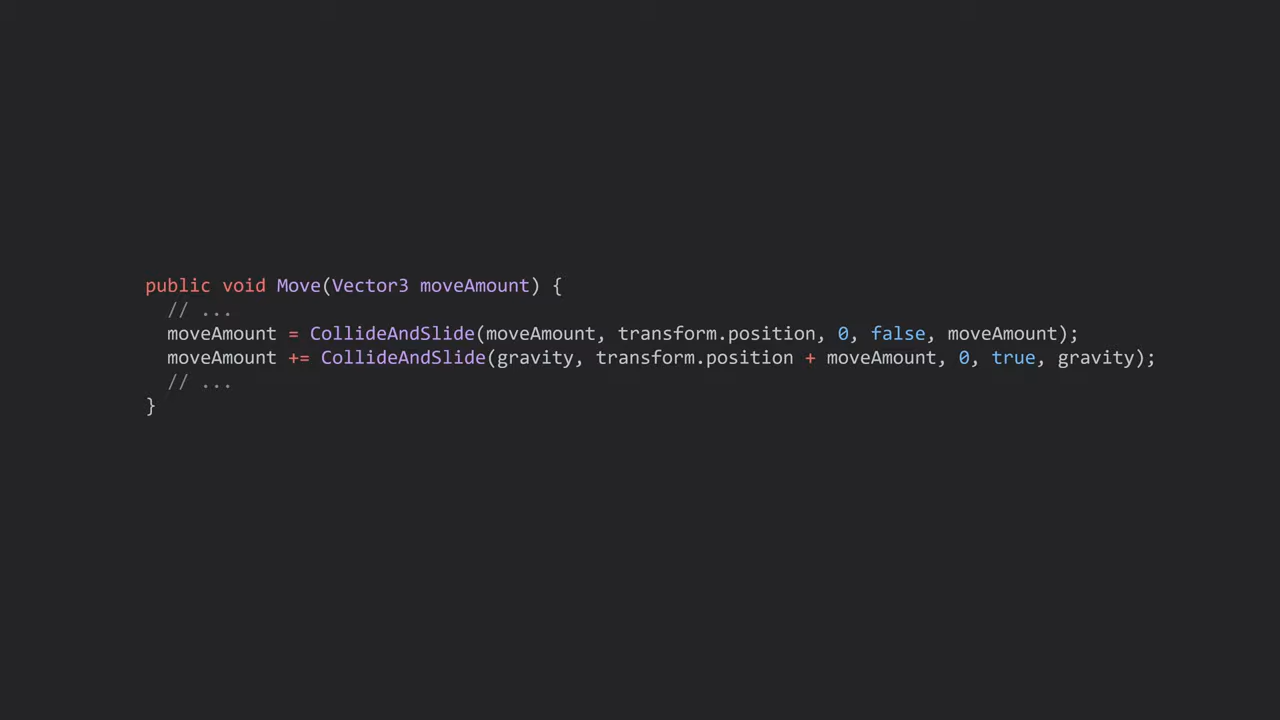 public void Move(Vector3 moveAmount) {
// ...
moveAmount = CollideAndSlide(moveAmount, transform.position, 0, false, moveAmount);
moveAmount += CollideAndSlide(gravity, transform.position + moveAmount, 0, true, gravity);
// ...
}